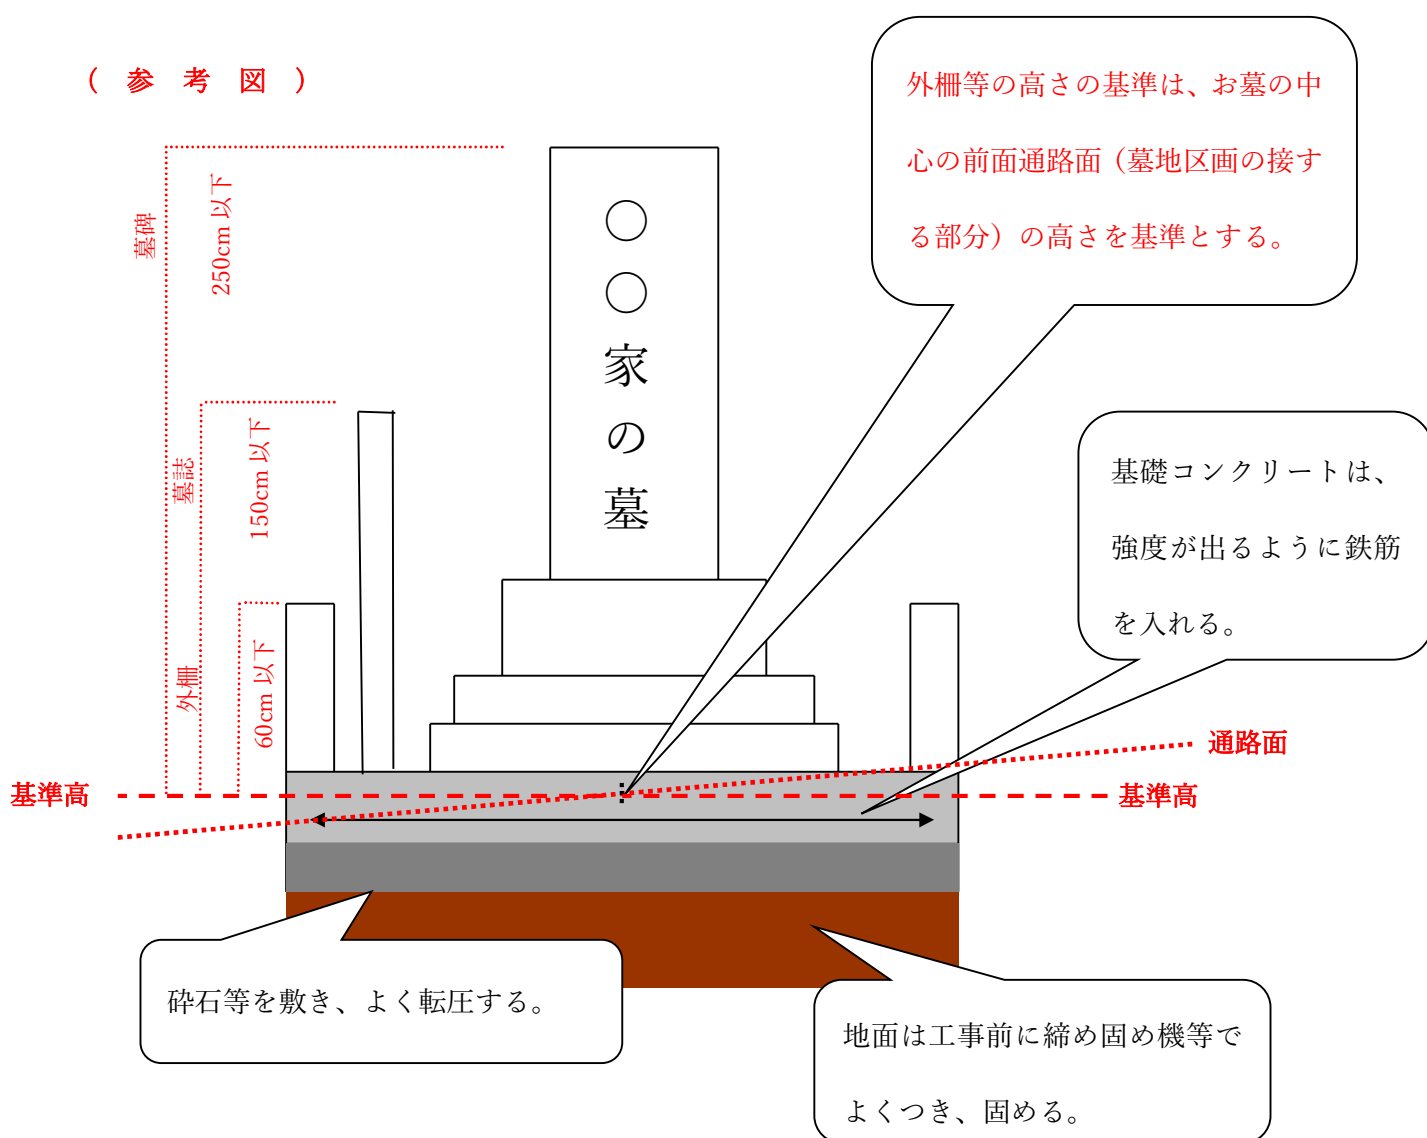 （ 参 考 図 ）
外柵等の高さの基準は、お墓の中
心の前面通路面（墓地区画の接す
る部分）の高さを基準とする。
墓碑
250cm 以下
〇〇家の墓
墓誌
150cm 以下
基礎コンクリートは、
強度が出るように鉄筋
を入れる。
外柵
60cm 以下
通路面
基準高
基準高
砕石等を敷き、よく転圧する。
地面は工事前に締め固め機等で
よくつき、固める。